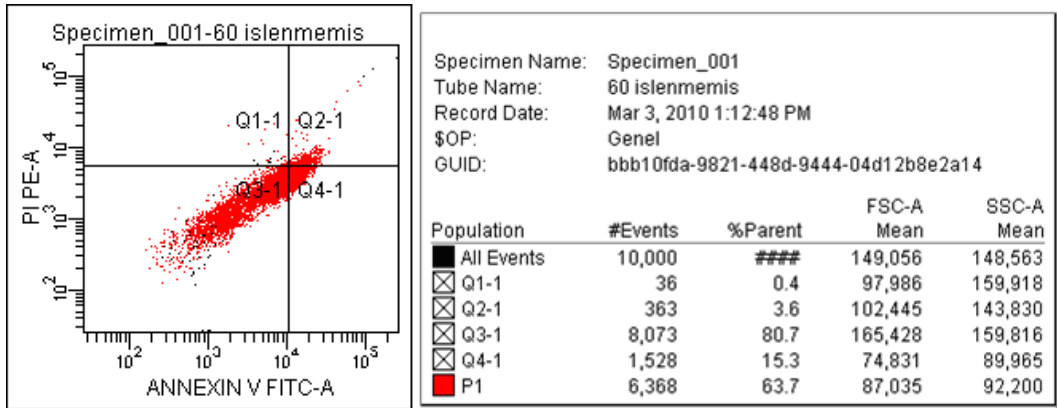 Specimen_001-60 islenmemis
PI PE-A
10^5
10^4
10^3
10^2
Q1-1 Q2-1
Q3-1 Q4-1
10^2 10^3 10^4 10^5
ANNEXIN V FITC-A
Specimen Name: Specimen_001
Tube Name: 60 islenmemis
Record Date: Mar 3, 2010 1:12:48 PM
$OP: Genel
GUID: bbb10fda-9821-448d-9444-04d12b8e2a14
FSC-A SSC-A
Population #Events %Parent Mean Mean
All Events 10,000 #### 149,056 148,563
Q1-1 36 0.4 97,986 159,918
Q2-1 363 3.6 102,445 143,830
Q3-1 8,073 80.7 165,428 159,816
Q4-1 1,528 15.3 74,831 89,965
P1 6,368 63.7 87,035 92,200